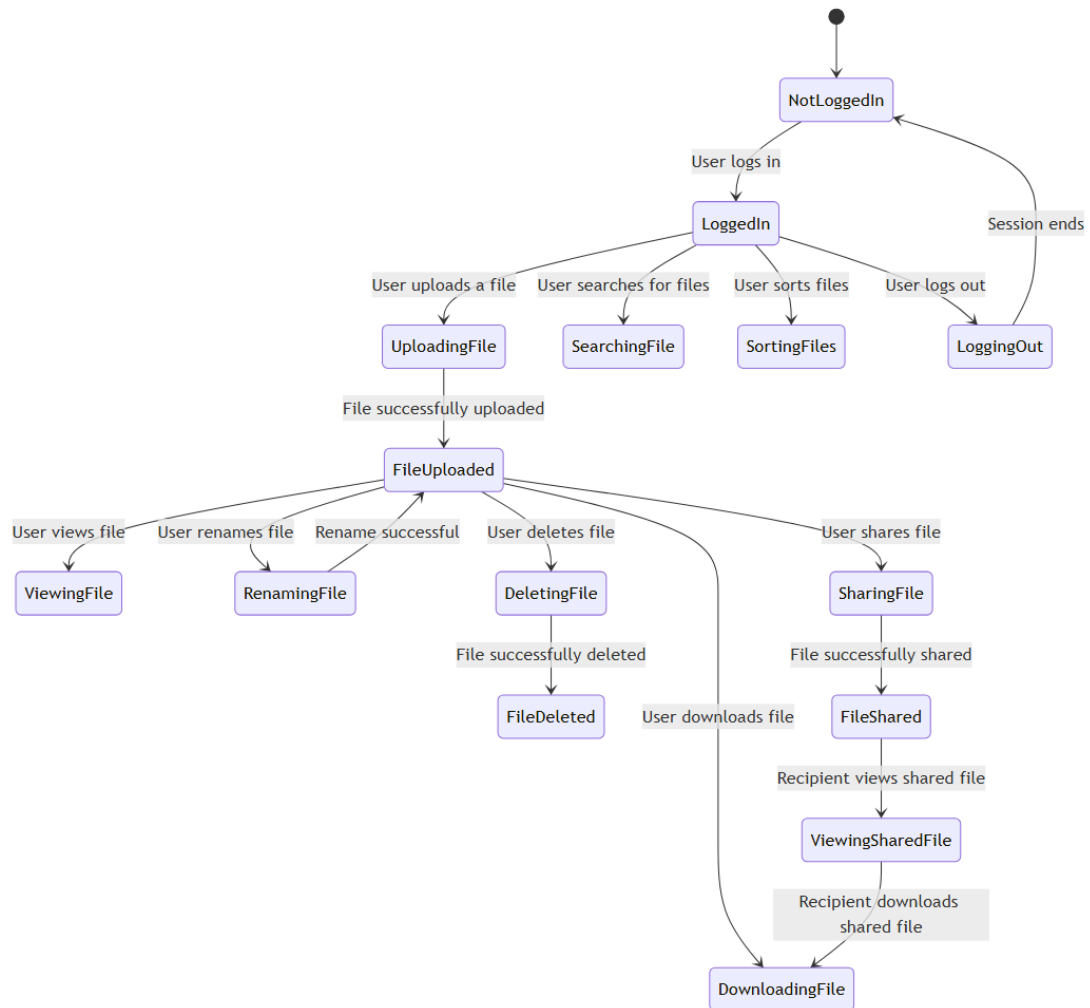 NotLoggedIn
User logs in
LoggedIn
Session ends
User uploads a file
User searches for files
User sorts files
User logs out
UploadingFile
SearchingFile
SortingFiles
LoggingOut
File successfully uploaded
FileUploaded
User views file
User renames file
Rename successful
User deletes file
User shares file
ViewingFile
RenamingFile
DeletingFile
SharingFile
File successfully deleted
File successfully shared
FileDeleted
User downloads file
FileShared
Recipient views shared file
ViewingSharedFile
Recipient downloads
shared file
DownloadingFile